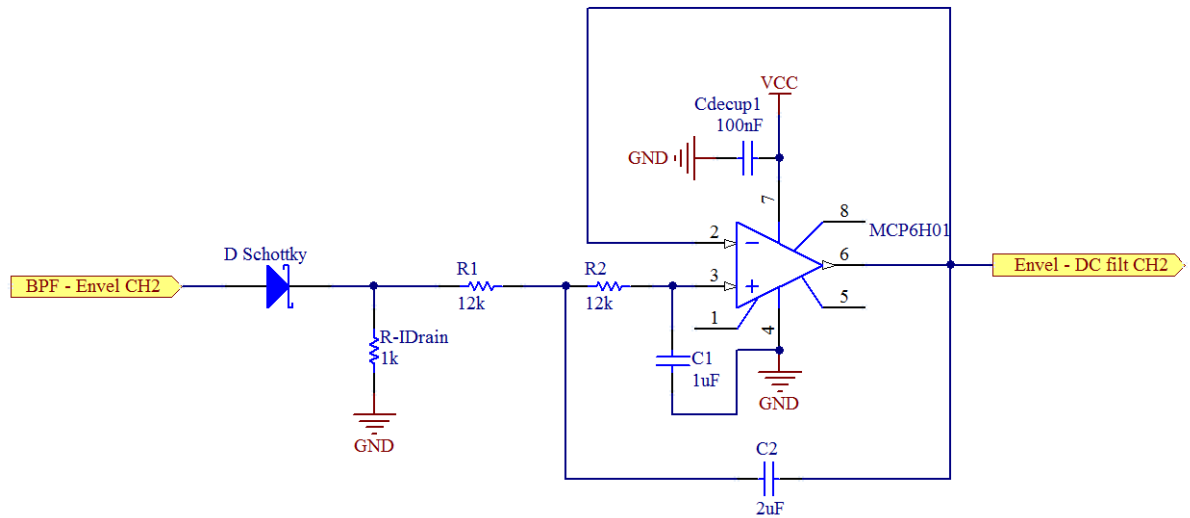 VCC
Cdecup1
100nF
GND
7
8
MCP6H01
2
6
D Schottky
BPF - Envel CH2
R1
12k
R2
12k
3
Envel - DC filt CH2
5
1
4
R-IDrain
1k
C1
1uF
GND
GND
C2
2uF